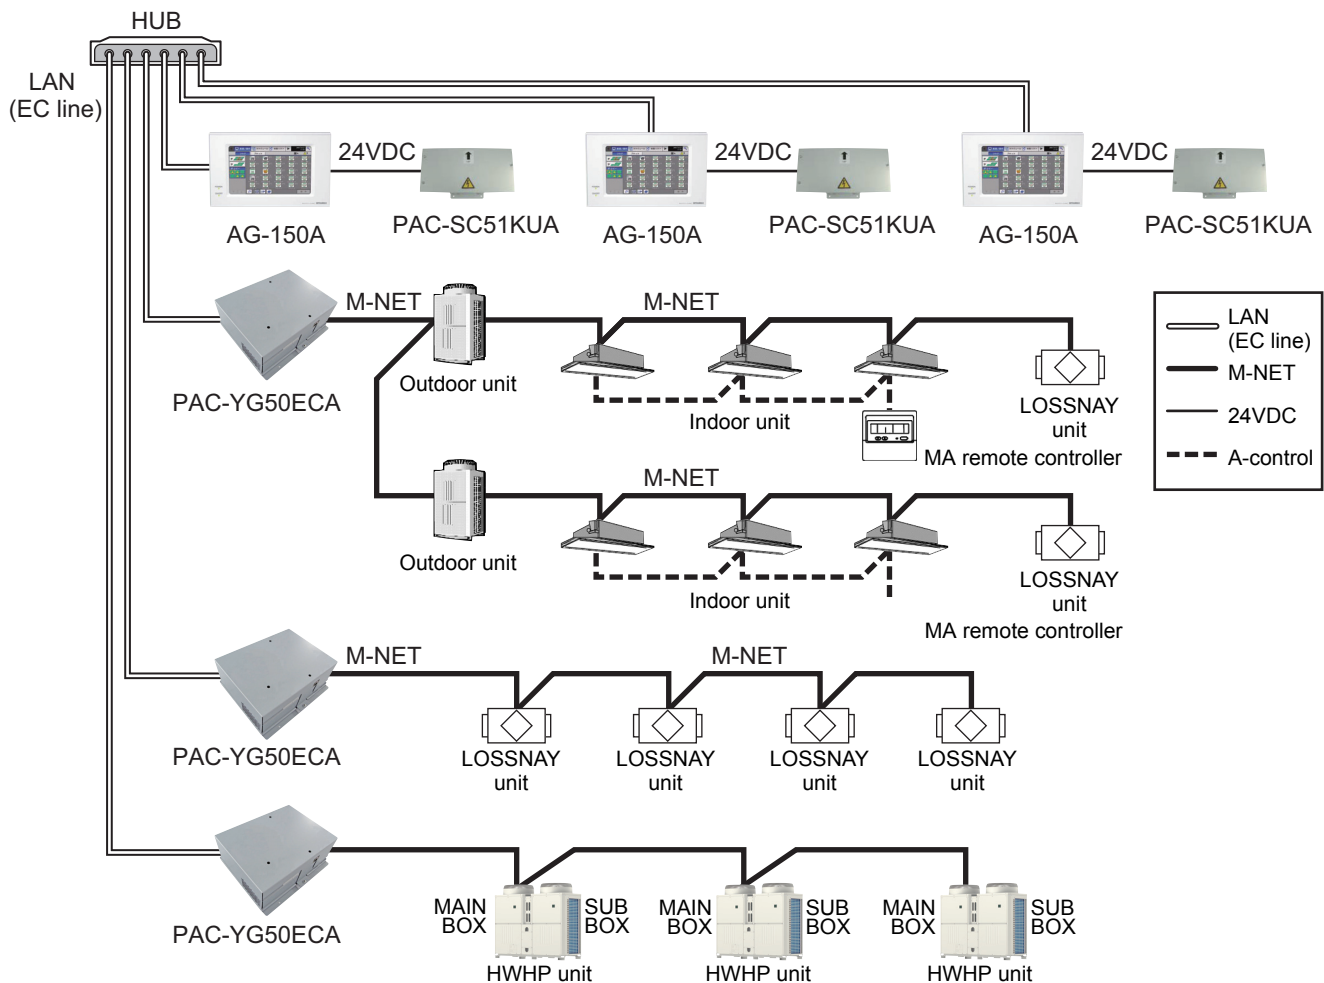 HUB
LAN
(EC line)
24VDC
24VDC
24VDC
AG-150A
PAC-SC51KUA
AG-150A
PAC-SC51KUA
AG-150A
PAC-SC51KUA
M-NET
M-NET
PAC-YG50ECA
Outdoor unit
Indoor unit
LOSSNAY
unit
MA remote controller
LAN
(EC line)
M-NET
24VDC
A-control
M-NET
Outdoor unit
Indoor unit
LOSSNAY
unit
MA remote controller
M-NET
M-NET
PAC-YG50ECA
LOSSNAY
unit
LOSSNAY
unit
LOSSNAY
unit
LOSSNAY
unit
PAC-YG50ECA
MAIN
BOX
SUB
BOX
HWHP unit
MAIN
BOX
SUB
BOX
HWHP unit
MAIN
BOX
SUB
BOX
HWHP unit